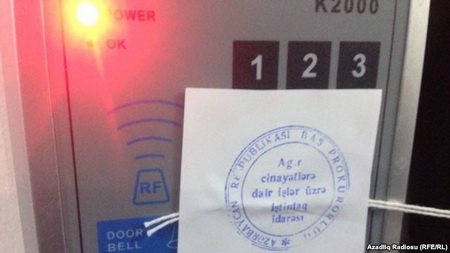 K2000
POWER
OK
1 2 3
RF
DOOR
BELL
AZƏRBAYCAN RESPUBLİKASI BAŞ PROKURORLUĞU
Ağır
cinayətlərə
dair işlər üzrə
istintaq
idarəsi
Azadliq Radiosu (RFE/RL)